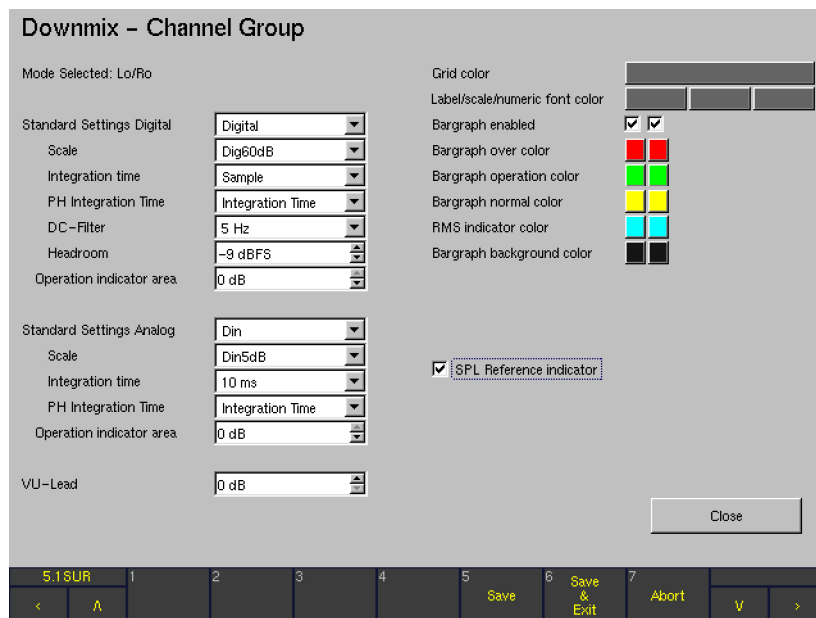 Downmix – Channel Group
Mode Selected: Lo/Ro
Standard Settings Digital Digital
Scale Dig60dB
Integration time Sample
PH Integration Time Integration Time
DC-Filter 5 Hz
Headroom -9 dBFS
Operation indicator area 0 dB
Standard Settings Analog Din
Scale Din5dB
Integration time 10 ms
PH Integration Time Integration Time
Operation indicator area 0 dB
VU-Lead 0 dB
Grid color
Label/scale/numeric font color
Bargraph enabled
Bargraph over color
Bargraph operation color
Bargraph normal color
RMS indicator color
Bargraph background color
SPL Reference indicator
Close
5.1SUR 1 2 3 4 5 6 7
< Λ Save Save & Exit Abort V >